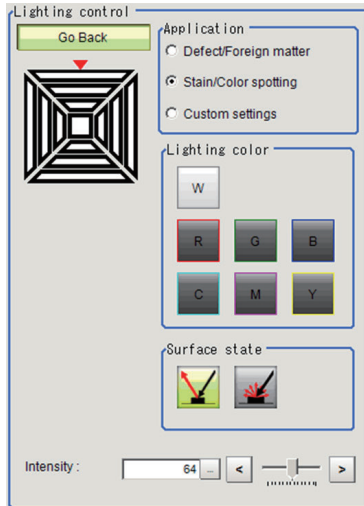 Lighting control
Go Back
Application
Defect/Foreign matter
Stain/Color spotting
Custom settings
Lighting color
W
R G B
C M Y
Surface state
Intensity : 64 ... < >